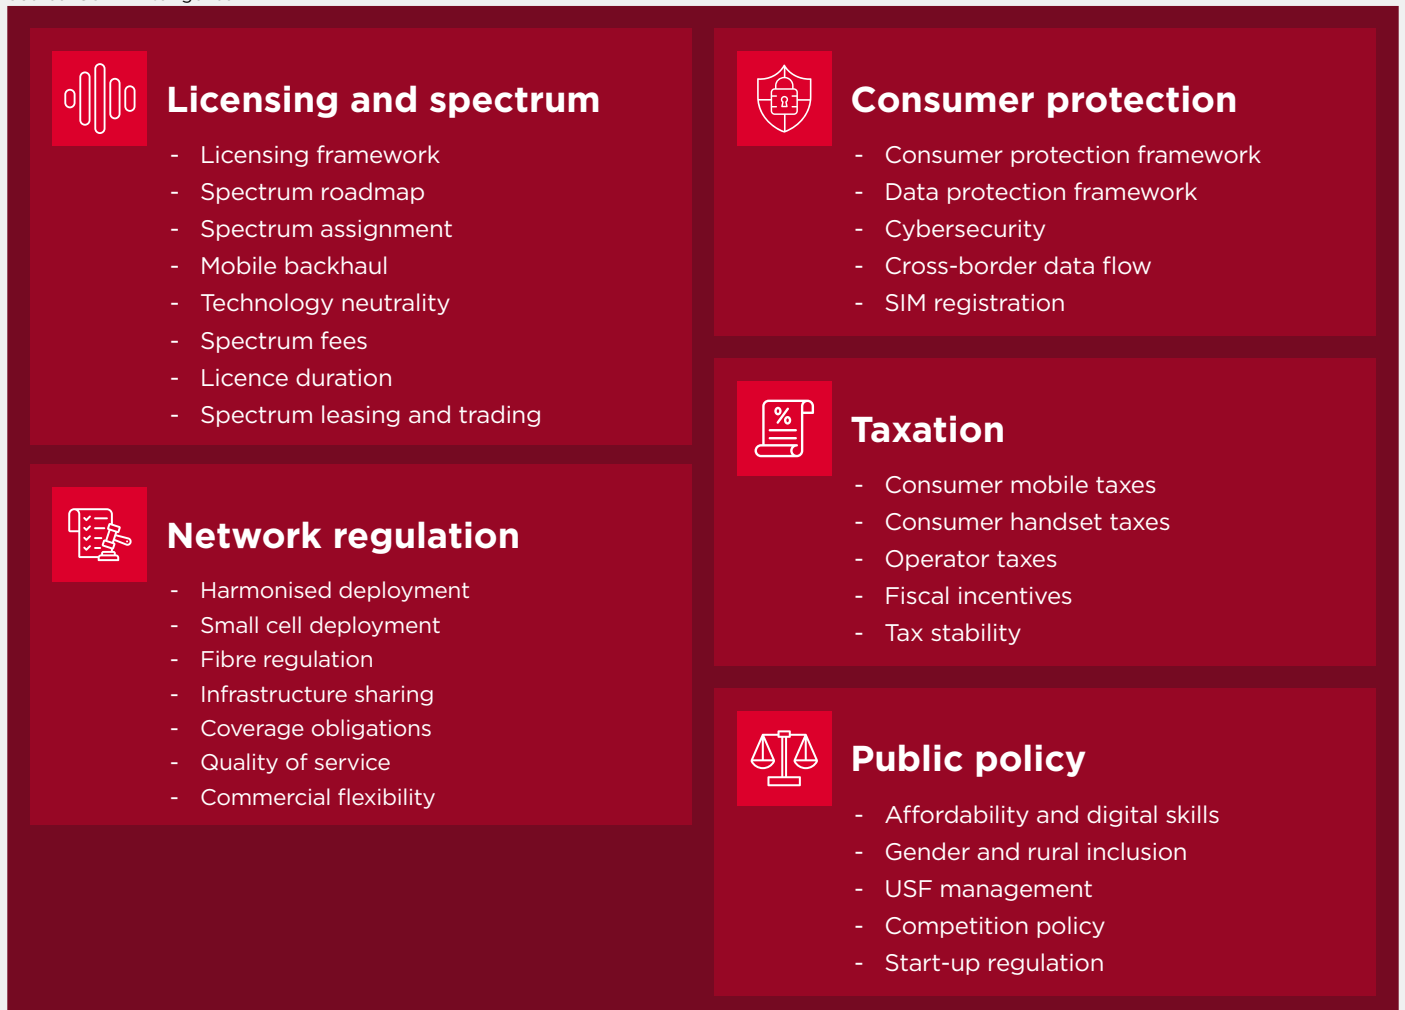 Licensing and spectrum
- Licensing framework
- Spectrum roadmap
- Spectrum assignment
- Mobile backhaul
- Technology neutrality
- Spectrum fees
- Licence duration
- Spectrum leasing and trading
Network regulation
- Harmonised deployment
- Small cell deployment
- Fibre regulation
- Infrastructure sharing
- Coverage obligations
- Quality of service
- Commercial flexibility
Consumer protection
- Consumer protection framework
- Data protection framework
- Cybersecurity
- Cross-border data flow
- SIM registration
%
Taxation
- Consumer mobile taxes
- Consumer handset taxes
- Operator taxes
- Fiscal incentives
- Tax stability
Public policy
- Affordability and digital skills
- Gender and rural inclusion
- USF management
- Competition policy
- Start-up regulation